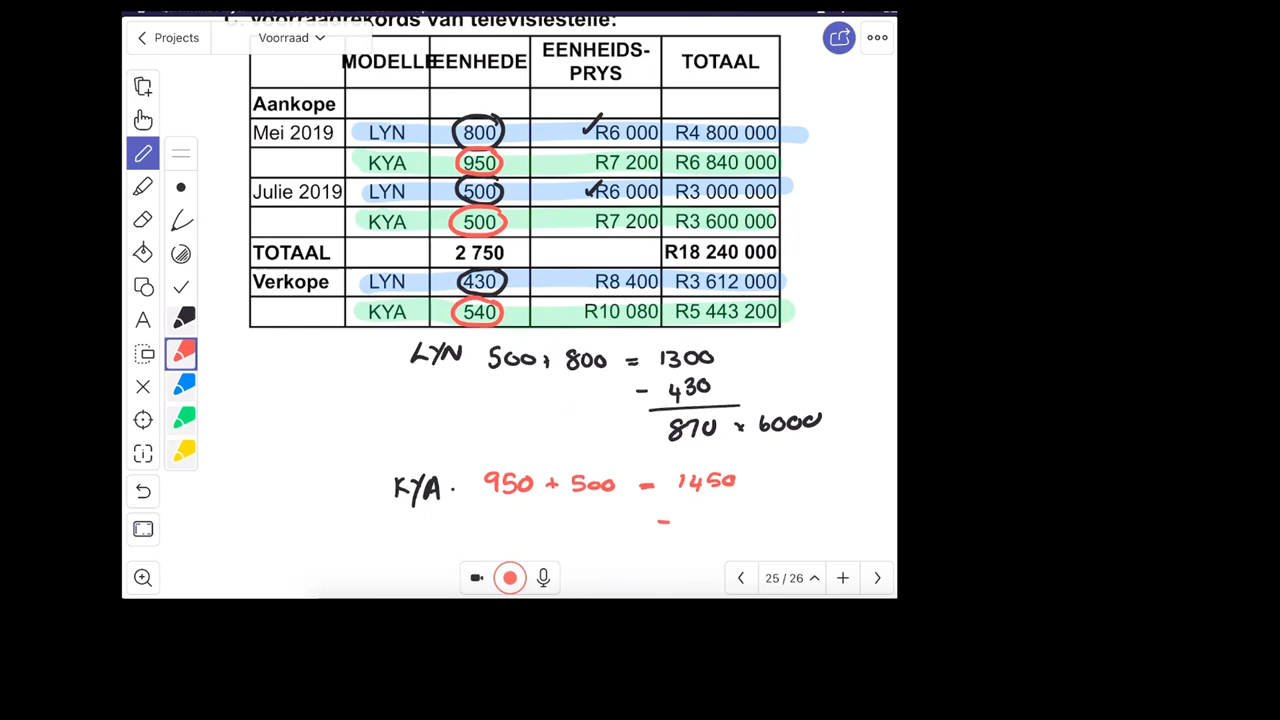 C. Voorraadrekords van televisiestelle:
Projects
Voorraad
MODELLE EENHEDE EENHEIDS-PRYS TOTAAL
Aankope
Mei 2019 LYN 800 R6 000 R4 800 000
KYA 950 R7 200 R6 840 000
Julie 2019 LYN 500 R6 000 R3 000 000
KYA 500 R7 200 R3 600 000
TOTAAL 2 750 R18 240 000
Verkope LYN 430 R8 400 R3 612 000
KYA 540 R10 080 R5 443 200
LYN 500 + 800 = 1300
- 430
870 × 6000
KYA. 950 + 500 = 1450
-
25 / 26